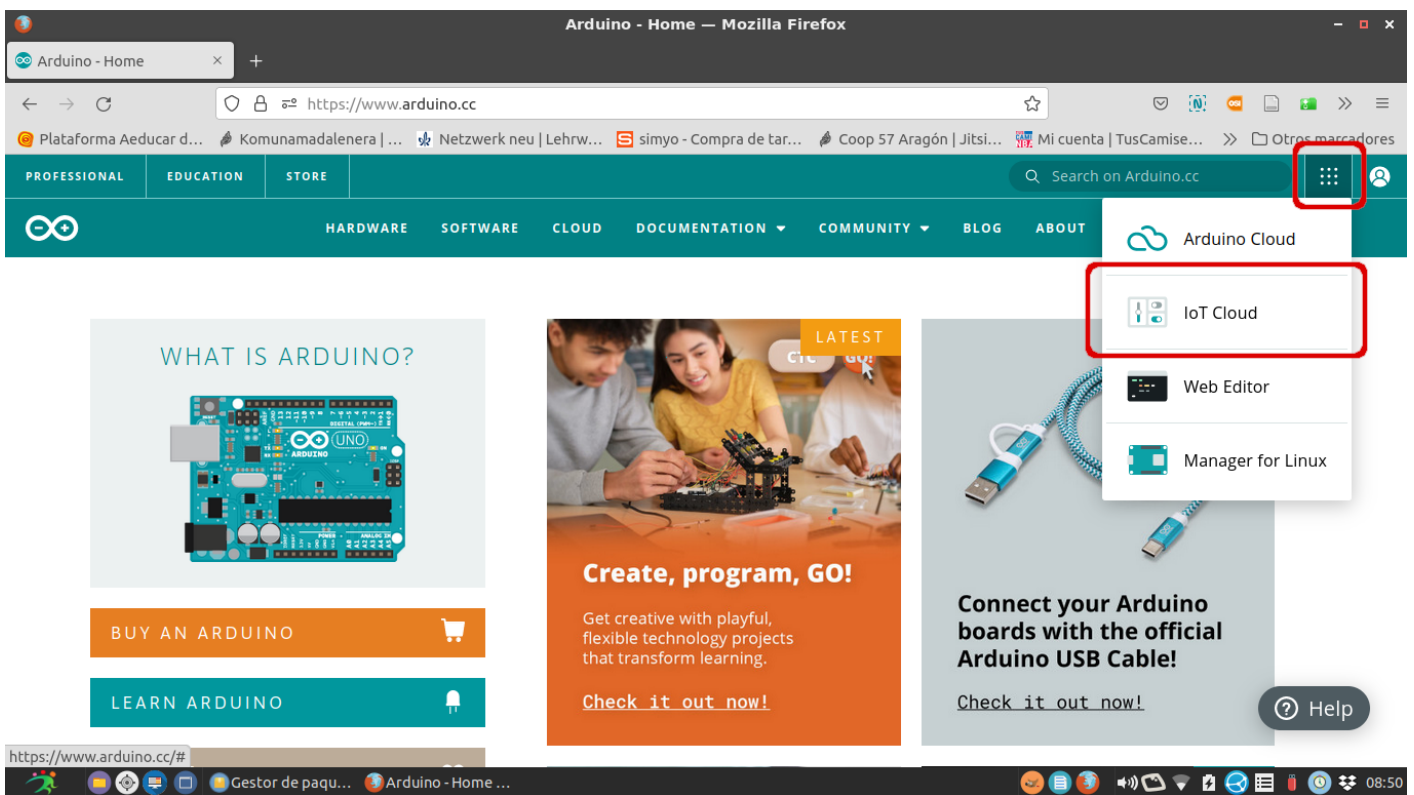 Arduino - Home — Mozilla Firefox
Arduino - Home
https://www.arduino.cc
Plataforma Aeducar d...
Komunamadalenera | ...
Netzwerk neu | Lehrw...
simyo - Compra de tar...
Coop 57 Aragón | Jitsi...
Mi cuenta | TusCamise...
Otros marcadores
PROFESSIONAL
EDUCATION
STORE
Search on Arduino.cc
HARDWARE
SOFTWARE
CLOUD
DOCUMENTATION
COMMUNITY
BLOG
ABOUT
Arduino Cloud
IoT Cloud
Web Editor
Manager for Linux
WHAT IS ARDUINO?
UNO
ARDUINO
BUY AN ARDUINO
LEARN ARDUINO
LATEST
CTC
GO!
Create, program, GO!
Get creative with playful,
flexible technology projects
that transform learning.
Check it out now!
Connect your Arduino
boards with the official
Arduino USB Cable!
Check it out now!
Help
https://www.arduino.cc/#
Gestor de paqu...
Arduino - Home ...
08:50